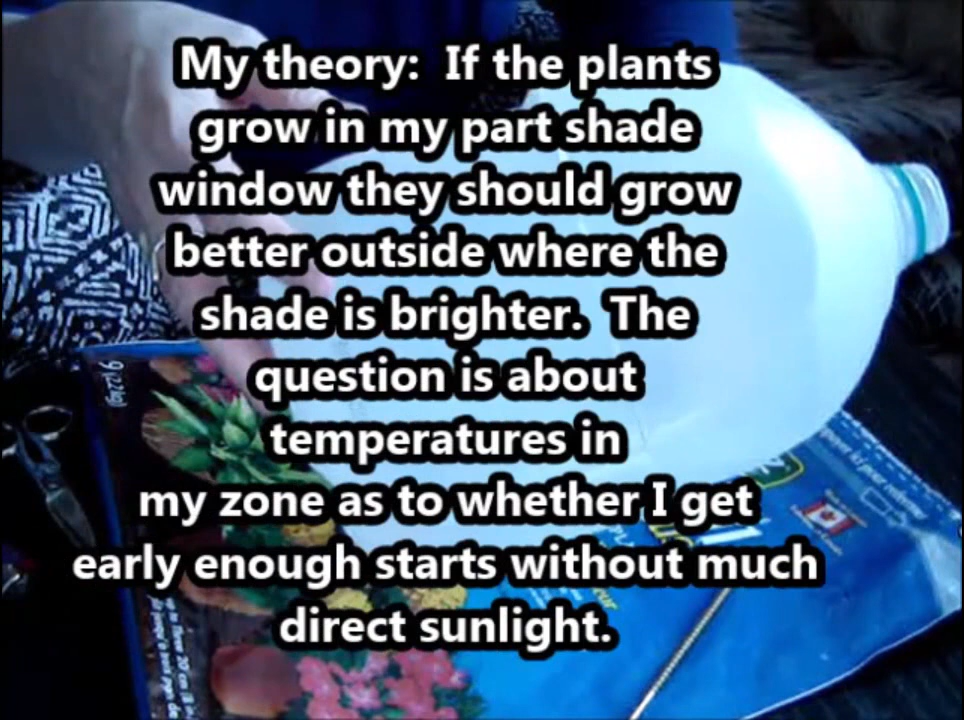 My theory:  If the plants
grow in my part shade
window they should grow
better outside where the
shade is brighter.  The
question is about
temperatures in
my zone as to whether I get
early enough starts without much
direct sunlight.